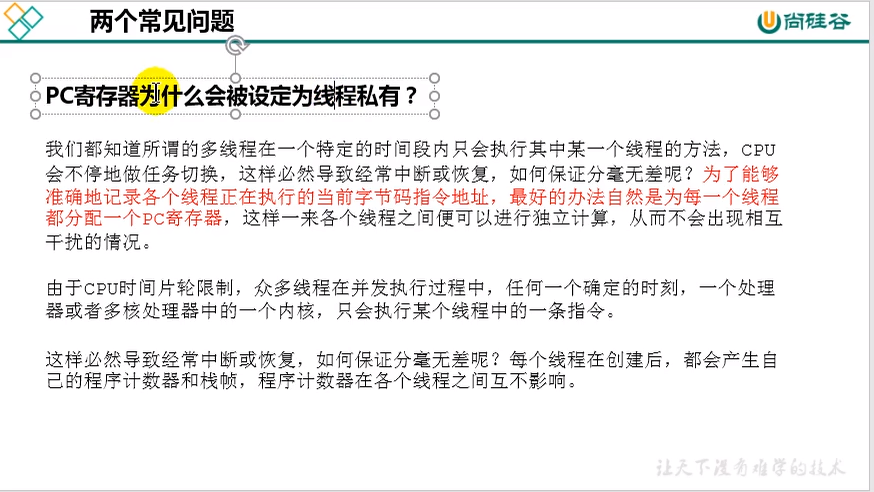 两个常见问题
尚硅谷
PC寄存器为什么会被设定为线程私有？
我们都知道所谓的多线程在一个特定的时间段内只会执行其中某一个线程的方法，CPU
会不停地做任务切换，这样必然导致经常中断或恢复，如何保证分毫无差呢？为了能够
准确地记录各个线程正在执行的当前字节码指令地址，最好的办法自然是为每一个线程
都分配一个PC寄存器，这样一来各个线程之间便可以进行独立计算，从而不会出现相互
干扰的情况。
由于CPU时间片轮限制，众多线程在并发执行过程中，任何一个确定的时刻，一个处理
器或者多核处理器中的一个内核，只会执行某个线程中的一条指令。
这样必然导致经常中断或恢复，如何保证分毫无差呢？每个线程在创建后，都会产生自
己的程序计数器和栈帧，程序计数器在各个线程之间互不影响。
让天下没有难学的技术